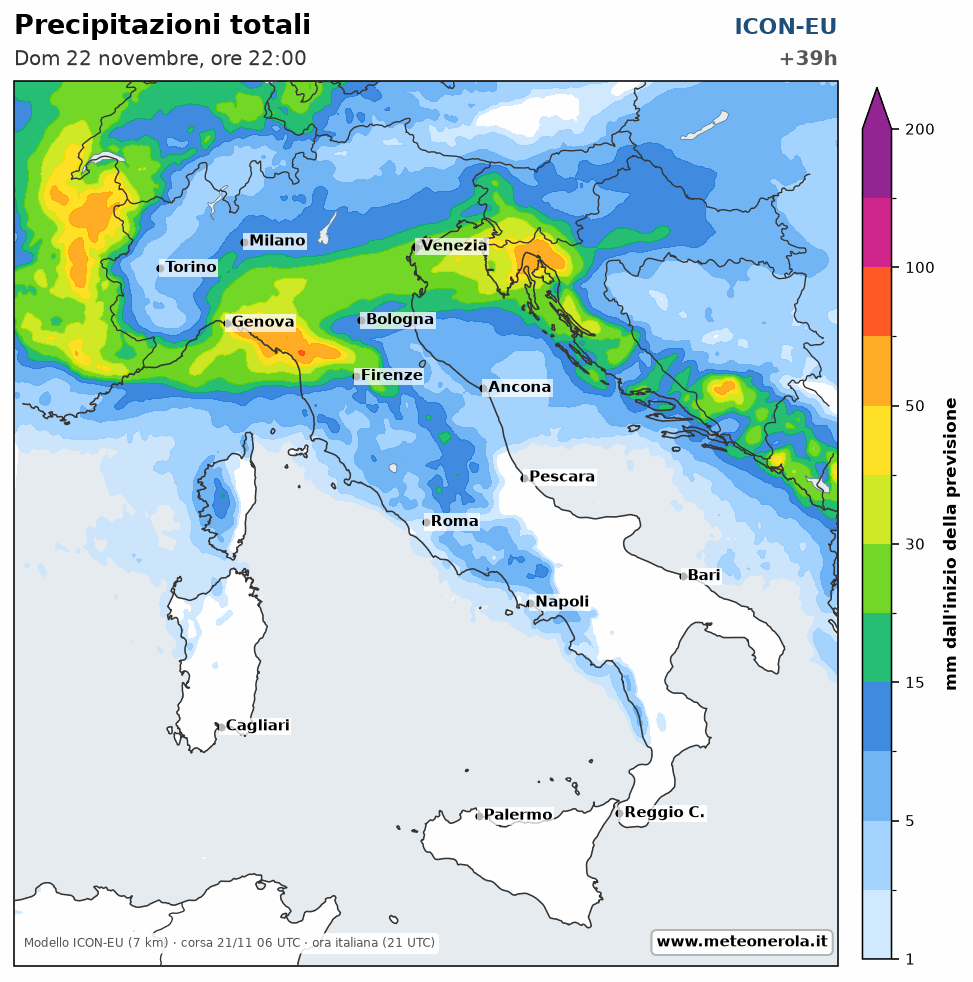 Precipitazioni totali
ICON-EU
Dom 22 novembre, ore 22:00
+39h
Milano
Venezia
Torino
Genova
Bologna
Firenze
Ancona
Pescara
Roma
Bari
Napoli
Cagliari
Palermo
Reggio C.
200
100
50
30
15
5
1
mm dall'inizio della previsione
Modello ICON-EU (7 km) · corsa 21/11 06 UTC · ora italiana (21 UTC)
www.meteonerola.it